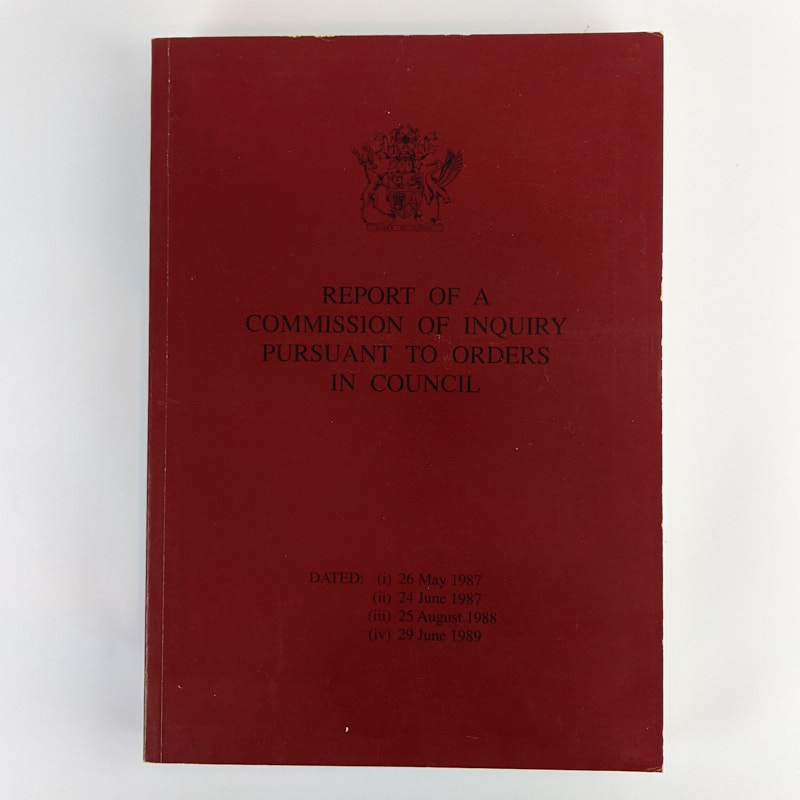 REPORT OF A
COMMISSION OF INQUIRY
PURSUANT TO ORDERS
IN COUNCIL
DATED: (i) 26 May 1987
(ii) 24 June 1987
(iii) 25 August 1988
(iv) 29 June 1989